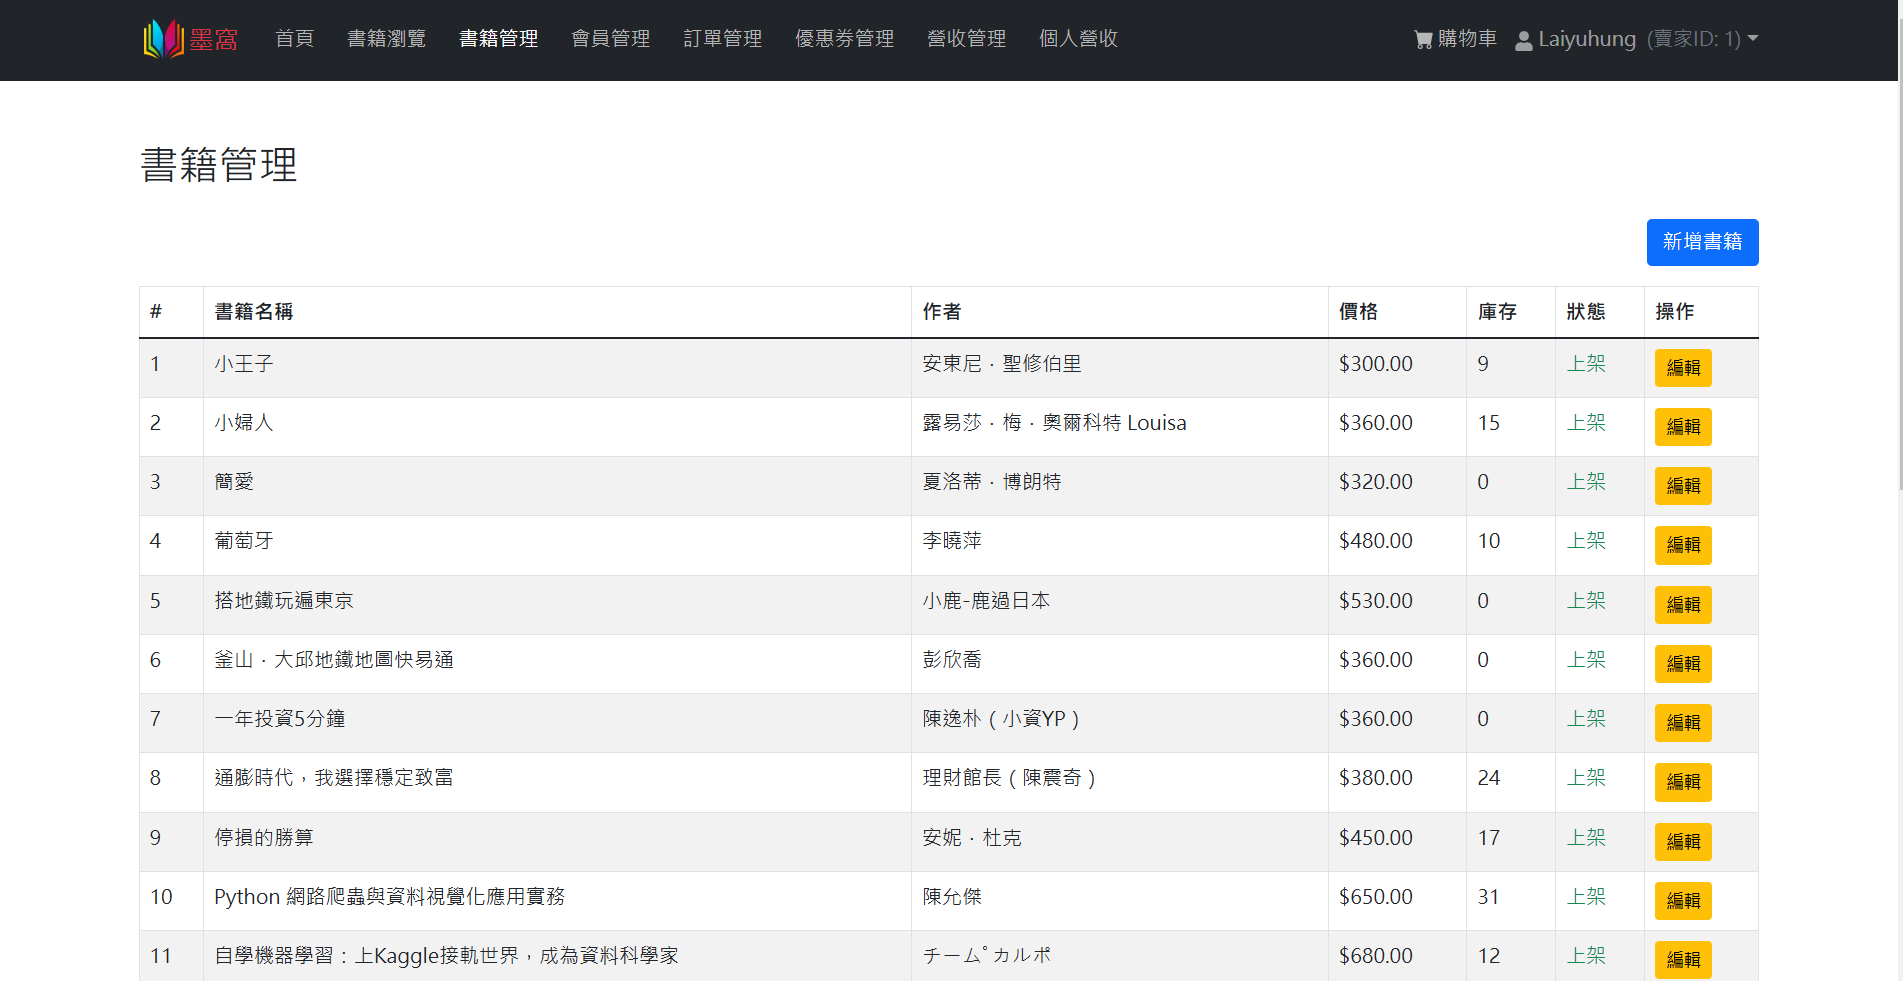 墨窩 首頁 書籍瀏覽 書籍管理 會員管理 訂單管理 優惠券管理 營收管理 個人營收 購物車 Laiyuhung (賣家ID: 1)
書籍管理
新增書籍
# 書籍名稱 作者 價格 庫存 狀態 操作
1 小王子 安東尼．聖修伯里 $300.00 9 上架 編輯
2 小婦人 露易莎．梅．奧爾科特 Louisa $360.00 15 上架 編輯
3 簡愛 夏洛蒂．博朗特 $320.00 0 上架 編輯
4 葡萄牙 李曉萍 $480.00 10 上架 編輯
5 搭地鐵玩遍東京 小鹿-鹿過日本 $530.00 0 上架 編輯
6 釜山．大邱地鐵地圖快易通 彭欣喬 $360.00 0 上架 編輯
7 一年投資5分鐘 陳逸朴（小資YP） $360.00 0 上架 編輯
8 通膨時代，我選擇穩定致富 理財館長（陳震奇） $380.00 24 上架 編輯
9 停損的勝算 安妮．杜克 $450.00 17 上架 編輯
10 Python 網路爬蟲與資料視覺化應用實務 陳允傑 $650.00 31 上架 編輯
11 自學機器學習：上Kaggle接軌世界，成為資料科學家 チームﾟカルポ $680.00 12 上架 編輯